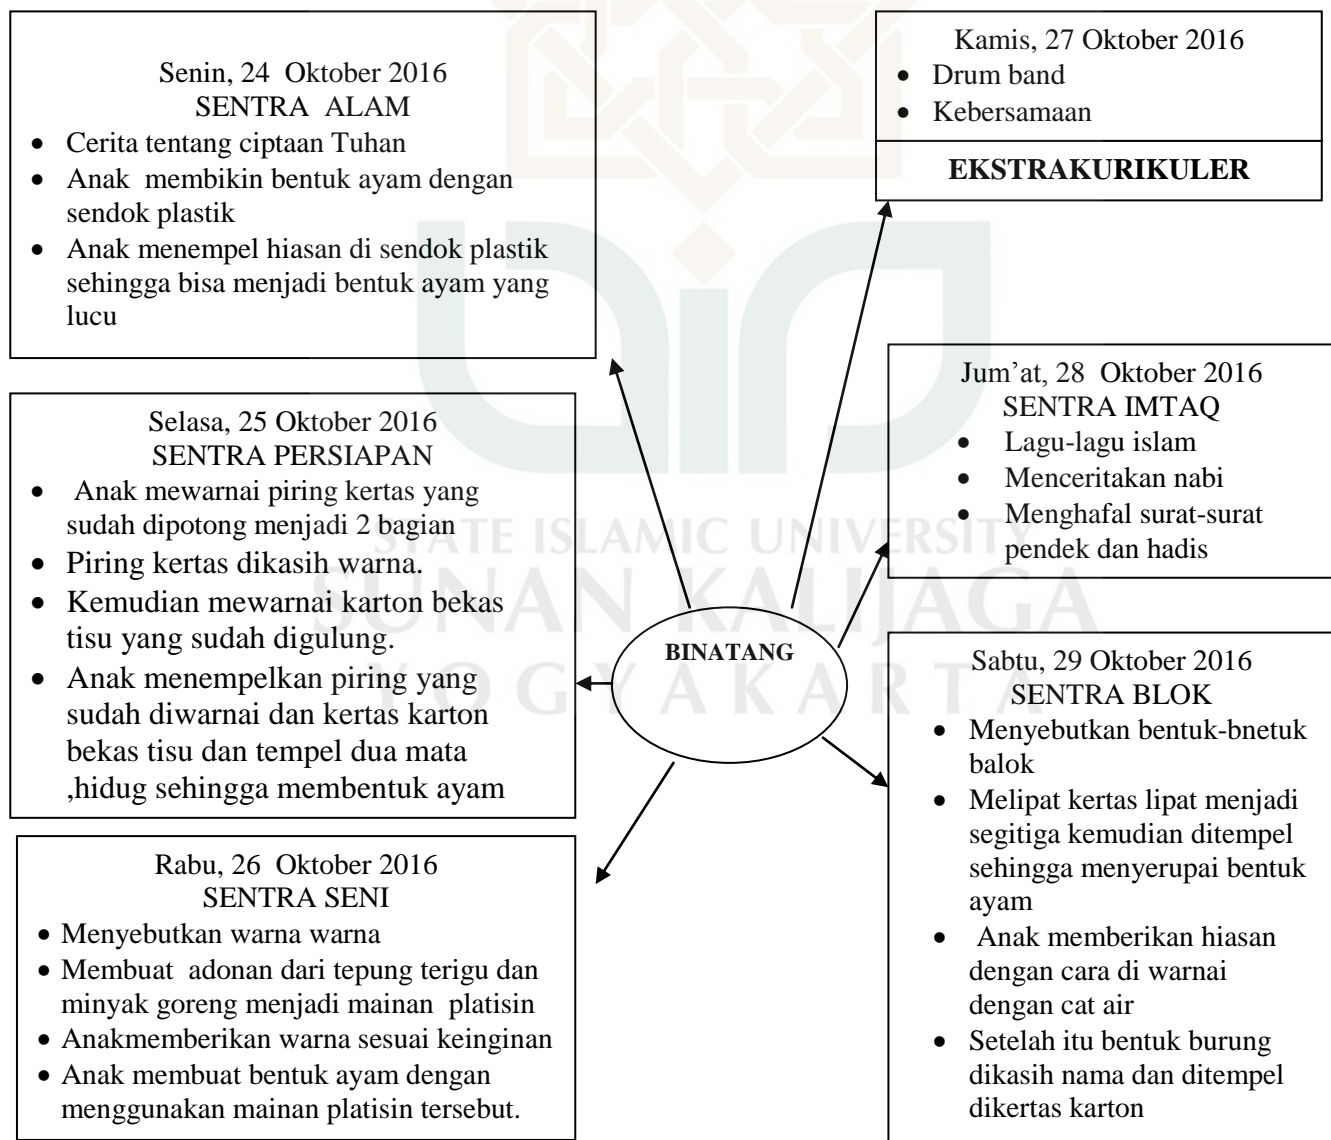 Senin, 24 Oktober 2016
SENTRA ALAM
• Cerita tentang ciptaan Tuhan
• Anak membikin bentuk ayam dengan
sendok plastik
• Anak menempel hiasan di sendok plastik
sehingga bisa menjadi bentuk ayam yang
lucu
Kamis, 27 Oktober 2016
• Drum band
• Kebersamaan
EKSTRAKURIKULER
Selasa, 25 Oktober 2016
SENTRA PERSIAPAN
• Anak mewarnai piring kertas yang
sudah dipotong menjadi 2 bagian
• Piring kertas dikasih warna.
• Kemudian mewarnai karton bekas
tisu yang sudah digulung.
• Anak menempelkan piring yang
sudah diwarnai dan kertas karton
bekas tisu dan tempel dua mata
,hidug sehingga membentuk ayam
Jum’at, 28 Oktober 2016
SENTRA IMTAQ
• Lagu-lagu islam
• Menceritakan nabi
• Menghafal surat-surat
pendek dan hadis
BINATANG
Rabu, 26 Oktober 2016
SENTRA SENI
• Menyebutkan warna warna
• Membuat adonan dari tepung terigu dan
minyak goreng menjadi mainan platisin
• Anakmemberikan warna sesuai keinginan
• Anak membuat bentuk ayam dengan
menggunakan mainan platisin tersebut.
Sabtu, 29 Oktober 2016
SENTRA BLOK
• Menyebutkan bentuk-bnetuk
balok
• Melipat kertas lipat menjadi
segitiga kemudian ditempel
sehingga menyerupai bentuk
ayam
• Anak memberikan hiasan
dengan cara di warnai
dengan cat air
• Setelah itu bentuk burung
dikasih nama dan ditempel
dikertas karton
STATE ISLAMIC UNIVERSITY
SUNAN KALIJAGA
YOGYAKARTA